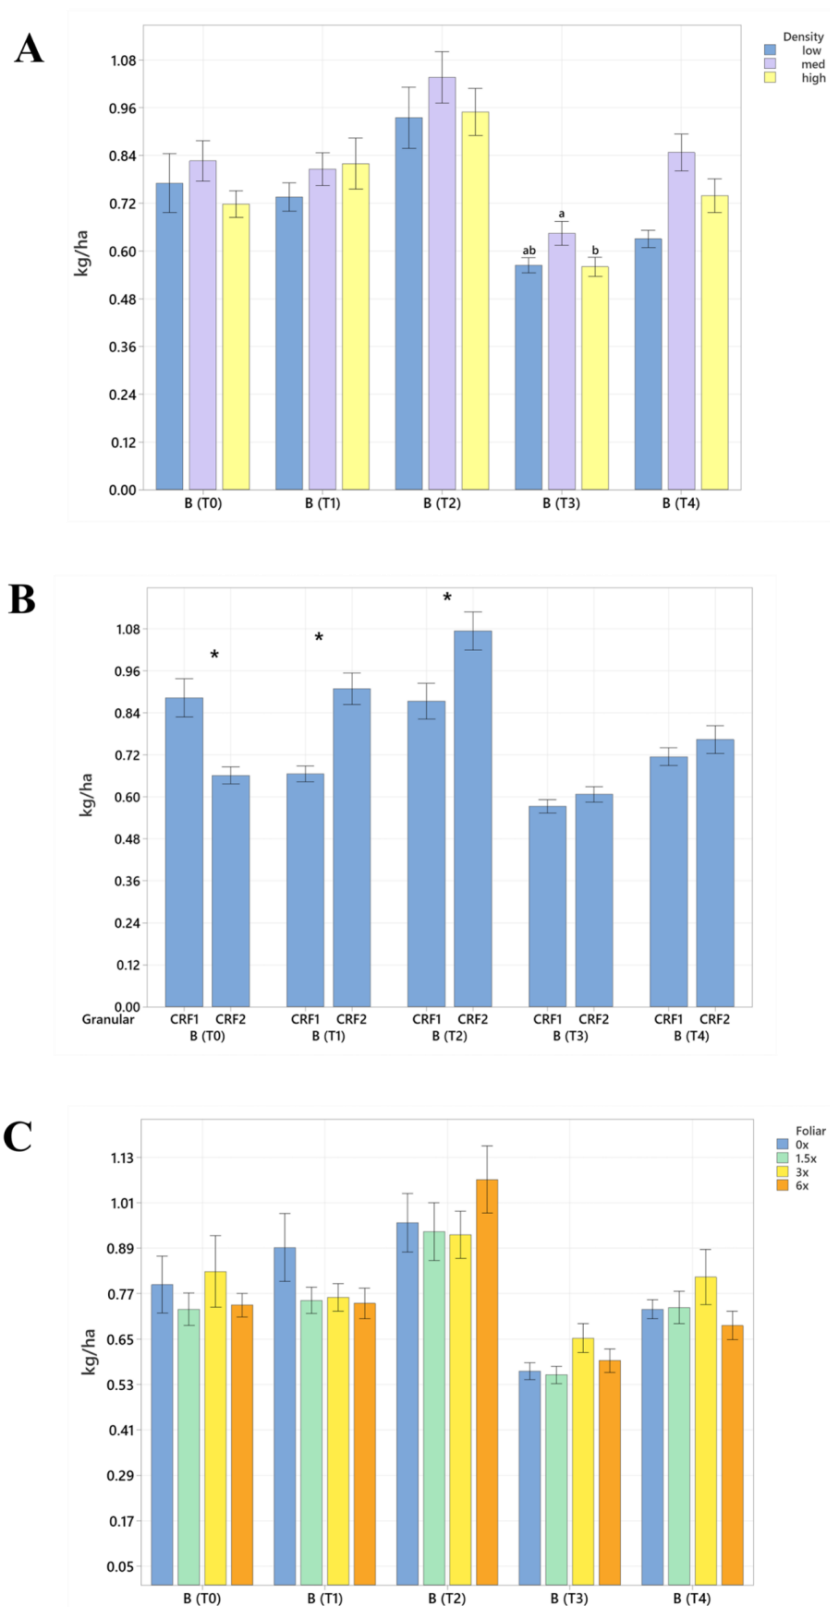 A
Density
low
med
high
kg/ha
1.08
0.96
0.84
0.72
0.60
0.48
0.36
0.24
0.12
0.00
ab
a
b
B (T0) B (T1) B (T2) B (T3) B (T4)
B
kg/ha
1.08
0.96
0.84
0.72
0.60
0.48
0.36
0.24
0.12
0.00
* * *
Granular CRF1 CRF2 CRF1 CRF2 CRF1 CRF2 CRF1 CRF2 CRF1 CRF2
B (T0) B (T1) B (T2) B (T3) B (T4)
C
Foliar
0x
1.5x
3x
6x
kg/ha
1.13
1.01
0.89
0.77
0.65
0.53
0.41
0.29
0.17
0.05
B (T0) B (T1) B (T2) B (T3) B (T4)